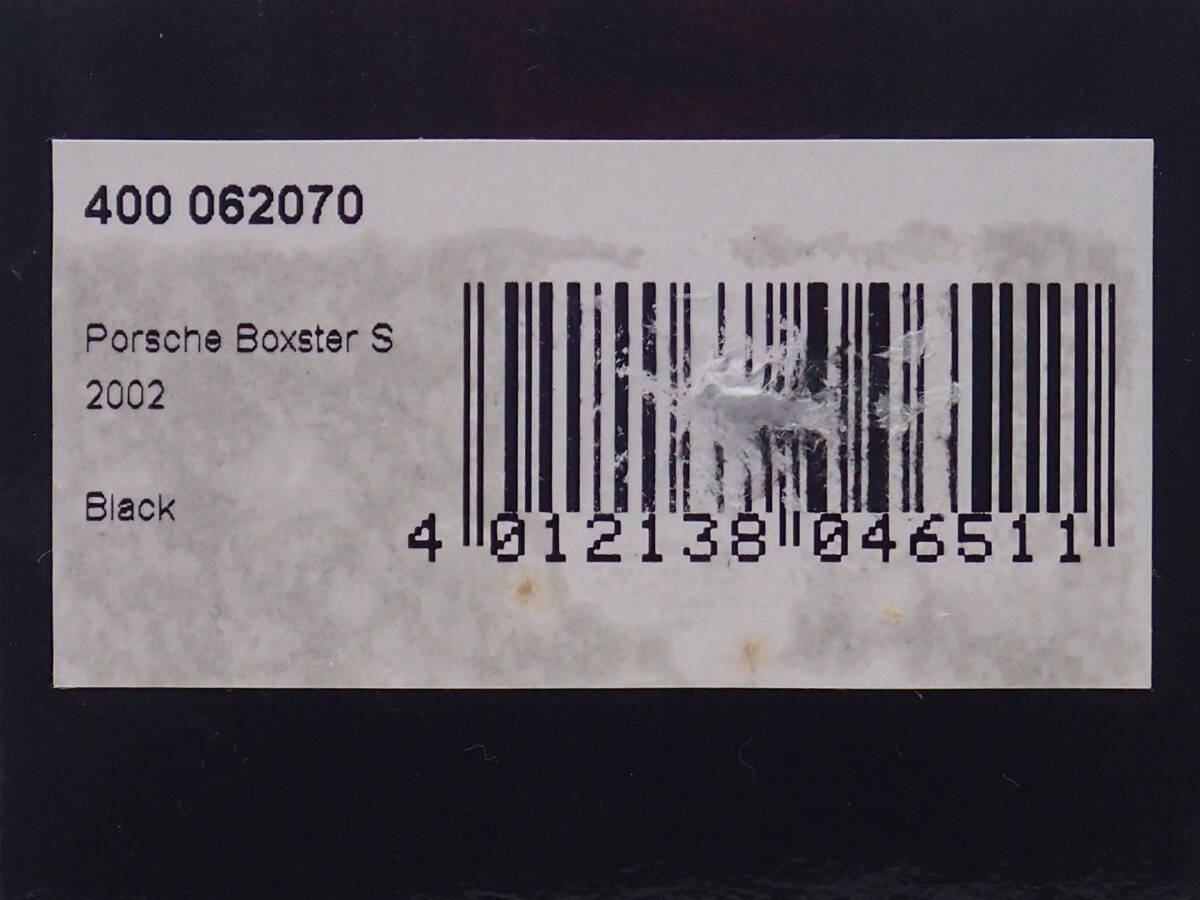 400 062070
Porsche Boxster S
2002
Black
4 012138 046511